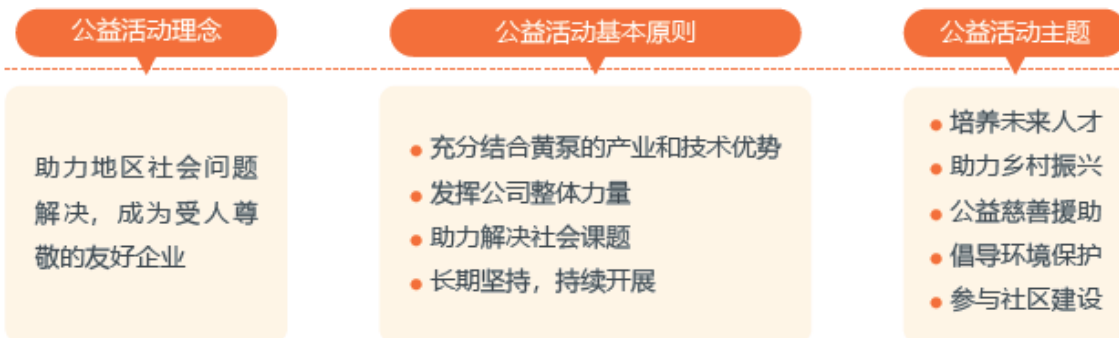 公益活动理念
助力地区社会问题
解决，成为受人尊
敬的友好企业
公益活动基本原则
充分结合黄泵的产业和技术优势
发挥公司整体力量
助力解决社会课题
长期坚持，持续开展
公益活动主题
培养未来人才
助力乡村振兴
公益慈善援助
倡导环境保护
参与社区建设